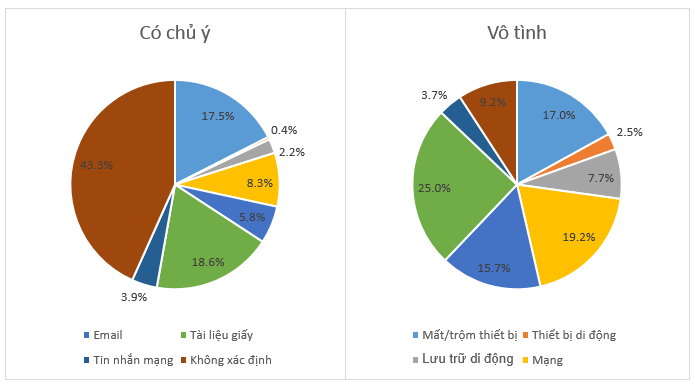 Có chủ ý
17.5%
0.4%
2.2%
8.3%
5.8%
18.6%
3.9%
43.3%
Email
Tài liệu giấy
Tin nhắn mạng
Không xác định
Vô tình
17.0%
2.5%
7.7%
19.2%
15.7%
25.0%
3.7%
9.2%
Mất/trộm thiết bị
Thiết bị di động
Lưu trữ di động
Mạng